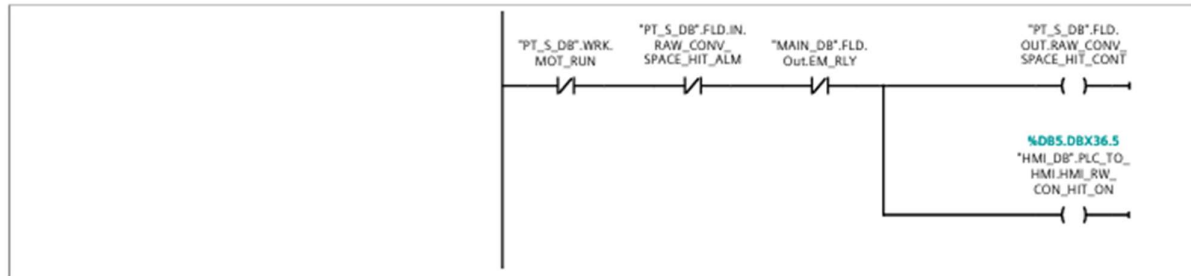 "PT_S_DB".WRK.
MOT_RUN
"PT_S_DB".FLD.IN.
RAW_CONV_
SPACE_HIT_ALM
"MAIN_DB".FLD.
Out.EM_RLY
"PT_S_DB".FLD.
OUT.RAW_CONV_
SPACE_HIT_CONT
%DB5.DBX36.5
"HMI_DB".PLC_TO_
HMI.HMI_RW_
CON_HIT_ON